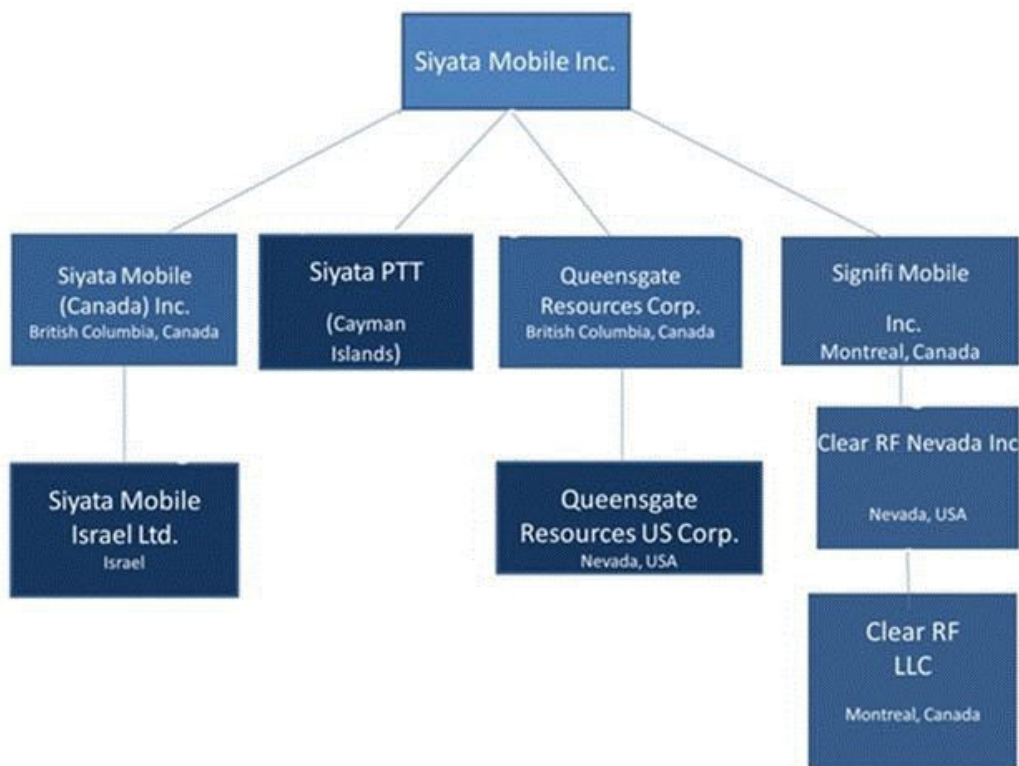 Siyata Mobile Inc.
Siyata Mobile
(Canada) Inc.
British Columbia, Canada
Siyata PTT
(Cayman
Islands)
Queensgate
Resources Corp.
British Columbia, Canada
Signifi Mobile
Inc.
Montreal, Canada
Siyata Mobile
Israel Ltd.
Israel
Queensgate
Resources US Corp.
Nevada, USA
Clear RF Nevada Inc
Nevada, USA
Clear RF
LLC
Montreal, Canada